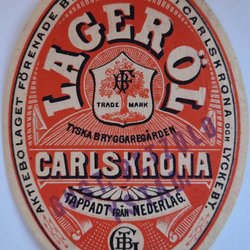 AKTIEBOLAGET FÖRENADE B
CARLSKRONA OCH LYCKEBY
LAGERÖL
TRADE MARK
TYSKA BRYGGAREGÅRDEN
CARLSKRONA
TAPPADT FRÅN NEDERLAG